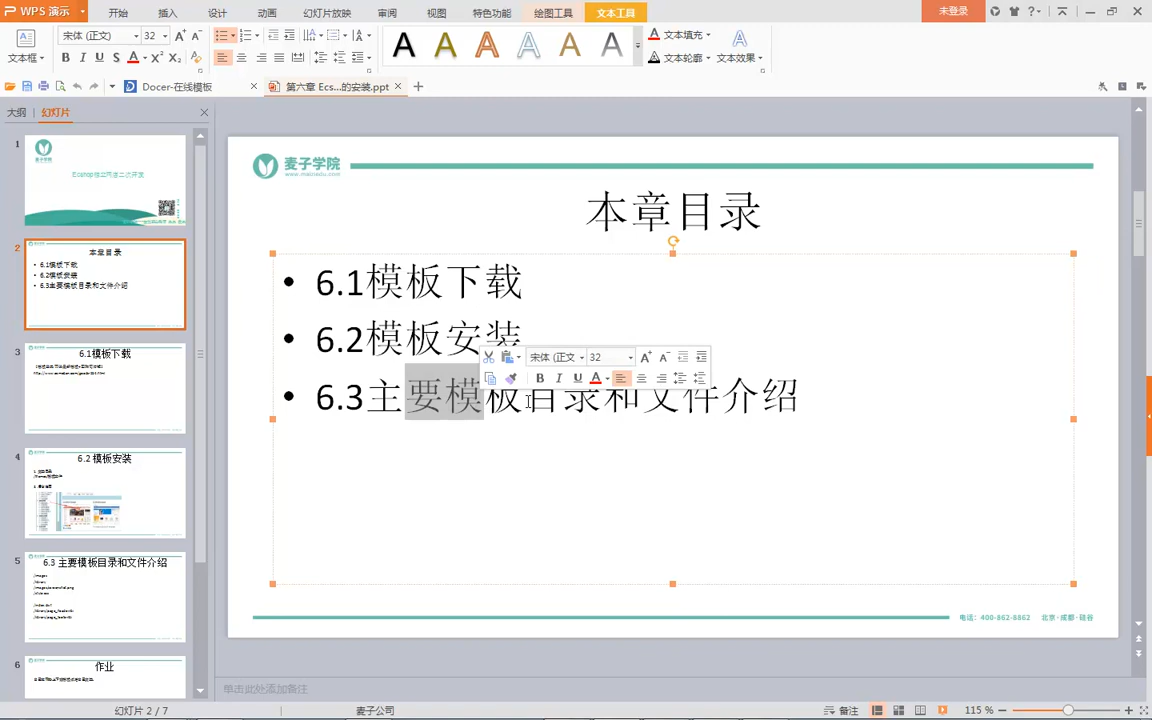 WPS 演示
开始 插入 设计 动画 幻灯片放映 审阅 视图 特色功能 绘图工具 文本工具
未登录
文本框
宋体 (正文) 32
文本填充
文本轮廓 文本效果
Docer-在线模板
第六章 Ecs...的安装.ppt
大纲 幻灯片
1
麦子学院
2
本章目录
6.1模板下载
6.2模板安装
6.3主要模板目录和文件介绍
3
6.1模板下载
4
6.2 模板安装
5
6.3 主要模板目录和文件介绍
6
作业
麦子学院
www.maiziedu.com
本章目录
• 6.1模板下载
• 6.2模板安装
宋体 (正文 32
• 6.3主要模板目录和文件介绍
电话：400-862-8862 北京·成都·硅谷
单击此处添加备注
幻灯片 2 / 7
麦子公司
备注
115 %